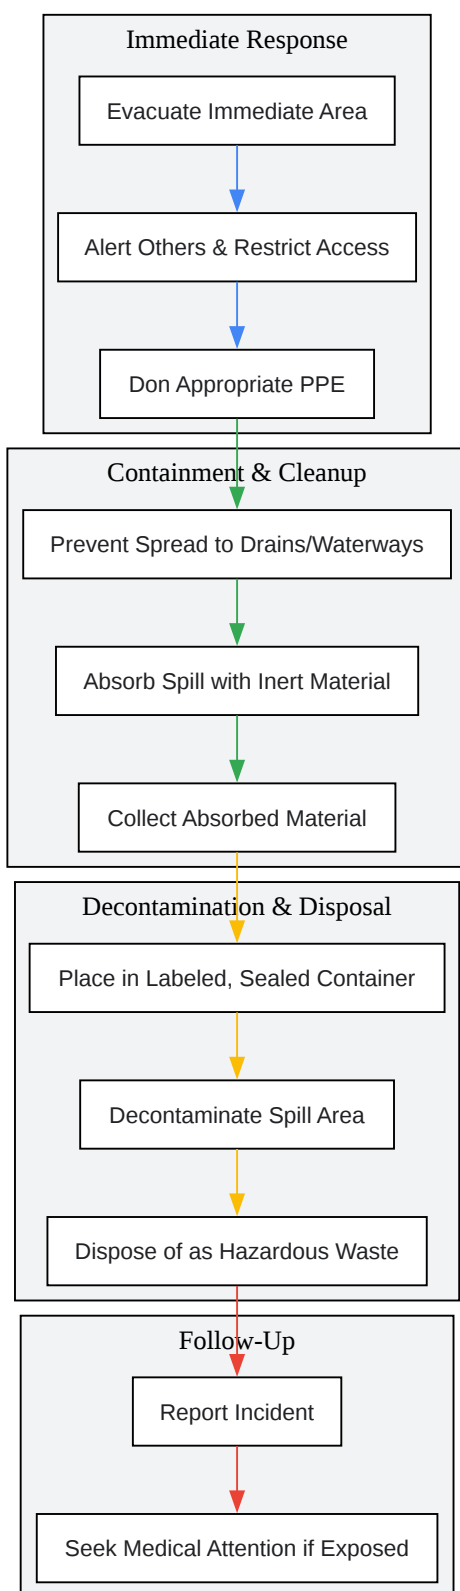 Immediate Response
Evacuate Immediate Area
Alert Others & Restrict Access
Don Appropriate PPE
Containment & Cleanup
Prevent Spread to Drains/Waterways
Absorb Spill with Inert Material
Collect Absorbed Material
Decontamination & Disposal
Place in Labeled, Sealed Container
Decontaminate Spill Area
Dispose of as Hazardous Waste
Follow-Up
Report Incident
Seek Medical Attention if Exposed